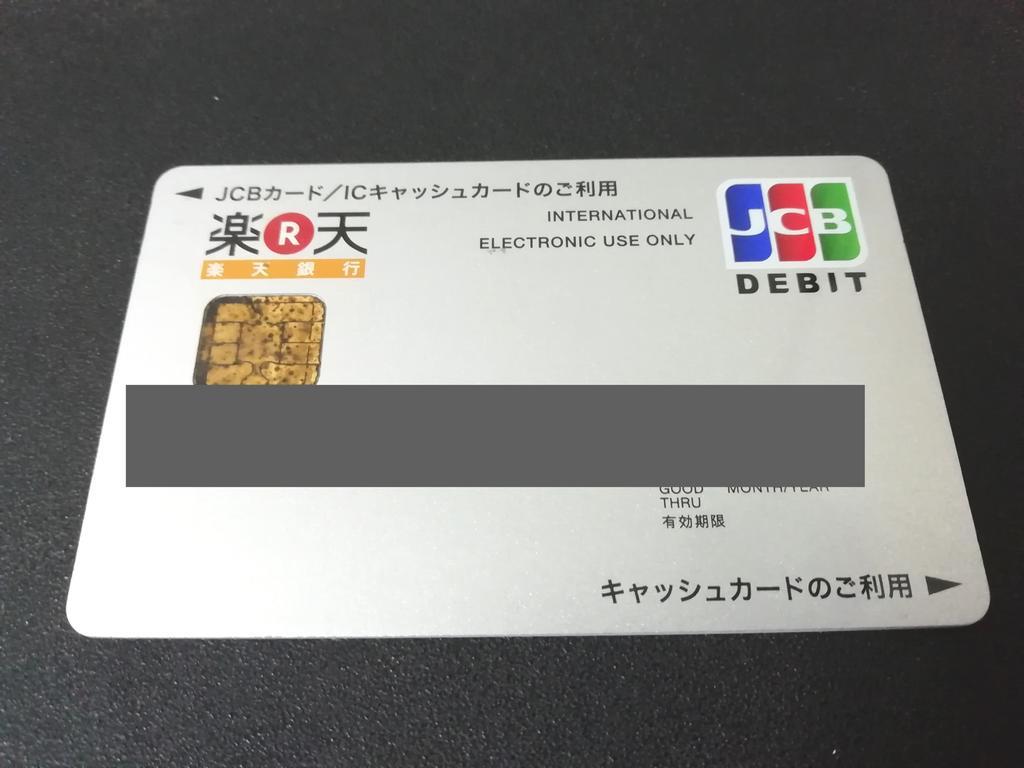 ◀ JCBカード/ICキャッシュカードのご利用
楽R天
楽天銀行
INTERNATIONAL
ELECTRONIC USE ONLY
JCB
DEBIT
GOOD THRU
MONTH/YEAR
有効期限
キャッシュカードのご利用 ▶